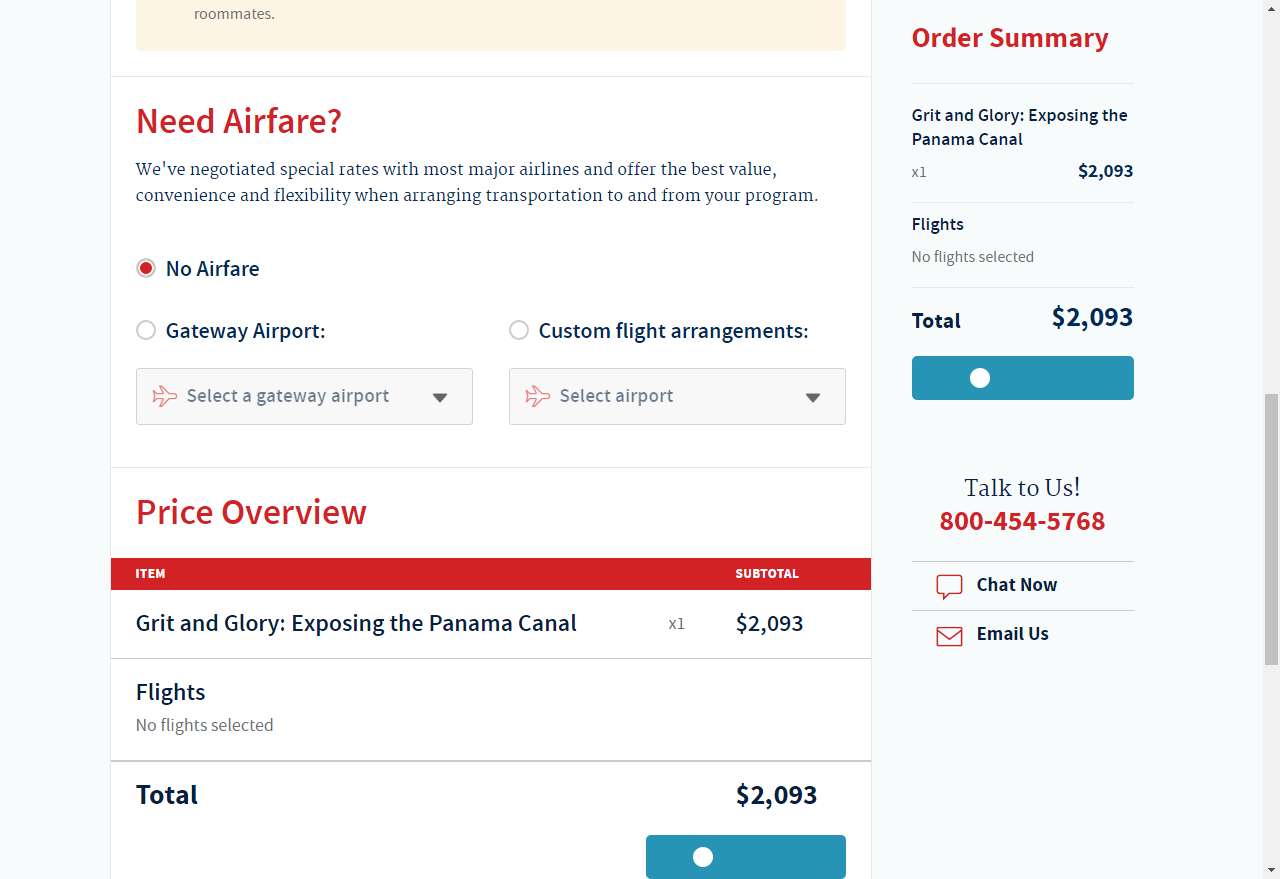 roommates.
Need Airfare?
We've negotiated special rates with most major airlines and offer the best value,
convenience and flexibility when arranging transportation to and from your program.
No Airfare
Gateway Airport:
Custom flight arrangements:
Select a gateway airport
Select airport
Price Overview
ITEM SUBTOTAL
Grit and Glory: Exposing the Panama Canal x1 $2,093
Flights
No flights selected
Total $2,093
Order Summary
Grit and Glory: Exposing the
Panama Canal
x1 $2,093
Flights
No flights selected
Total $2,093
Talk to Us!
800-454-5768
Chat Now
Email Us